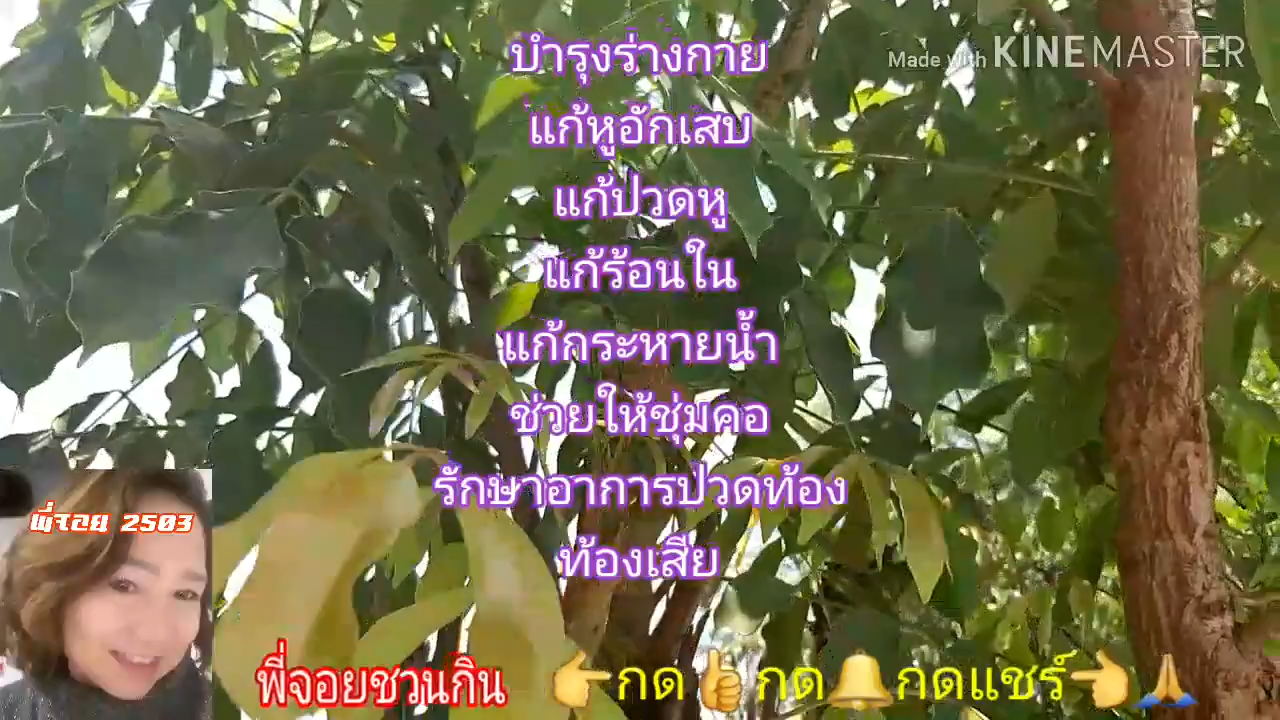 Made with KINEMASTER
บำรุงร่างกาย
แก้หูอักเสบ
แก้ปวดหู
แก้ร้อนใน
แก้กระหายน้ำ
ช่วยให้ชุ่มคอ
รักษาอาการปวดท้อง
ท้องเสีย
พี่จอย 2503
พี่จอยชวนกิน 👉กด👍กด🔔กดแชร์👈🙏